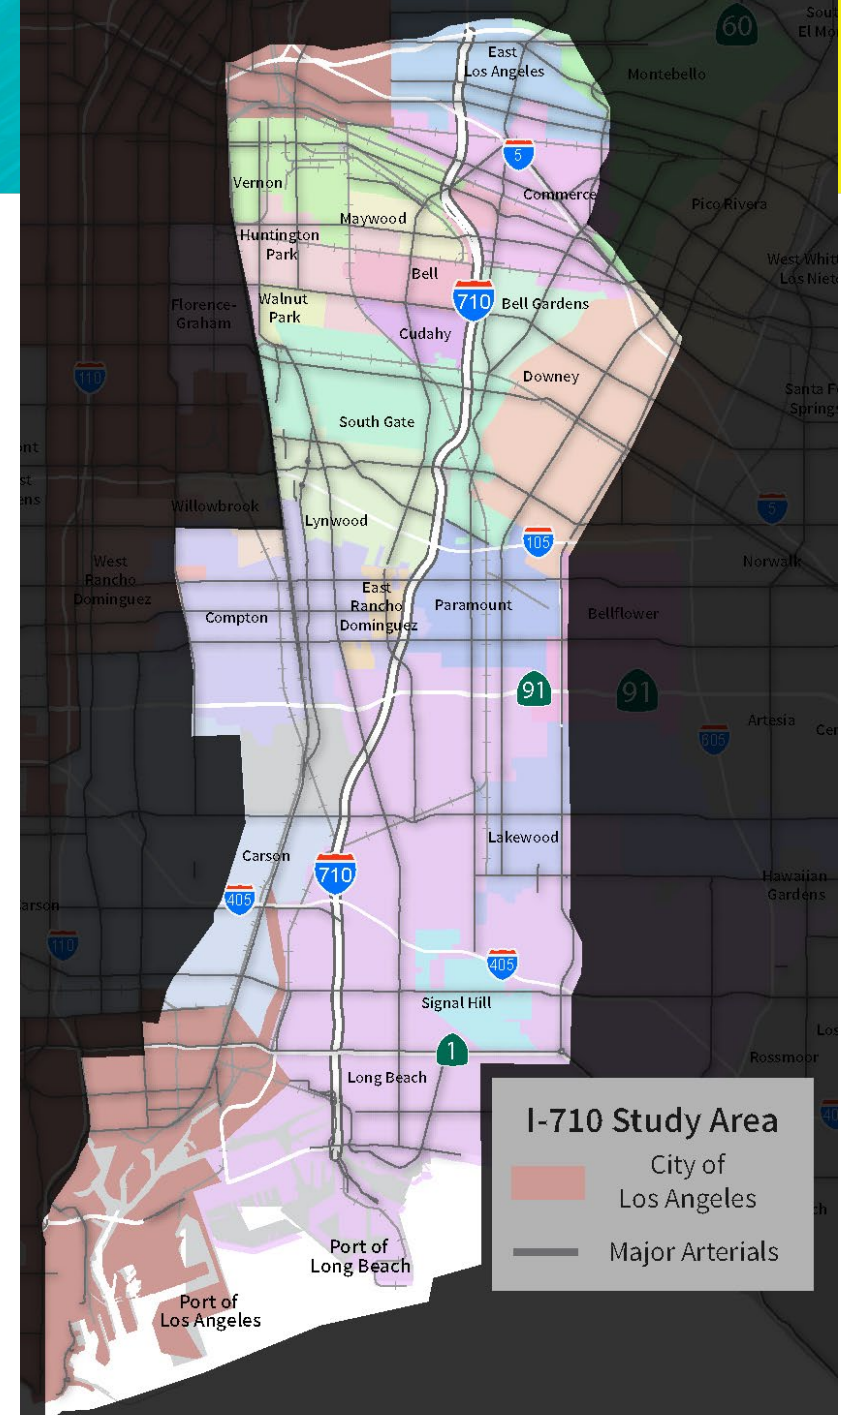 60
East
Los Angeles
Montebello
5
Vernon
Commerce
Pico Rivera
Maywood
Huntington
Park
Bell
710
Bell Gardens
Florence-
Graham
Walnut
Park
Cudahy
110
Downey
South Gate
Willowbrook
Lynwood
5
105
West
Rancho
Dominguez
Norwalk
East
Rancho
Dominguez
Paramount
Compton
Bellflower
91
91
Artesia
605
Lakewood
Carson
710
405
Hawaiian
Gardens
110
405
Signal Hill
1
Rossmoor
Long Beach
I-710 Study Area
City of
Los Angeles
Major Arterials
Port of
Long Beach
Port of
Los Angeles